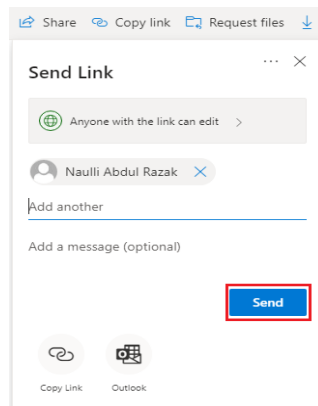 Share Copy link Request files
Send Link
Anyone with the link can edit
Naulli Abdul Razak
Add another
Add a message (optional)
Send
Copy Link Outlook